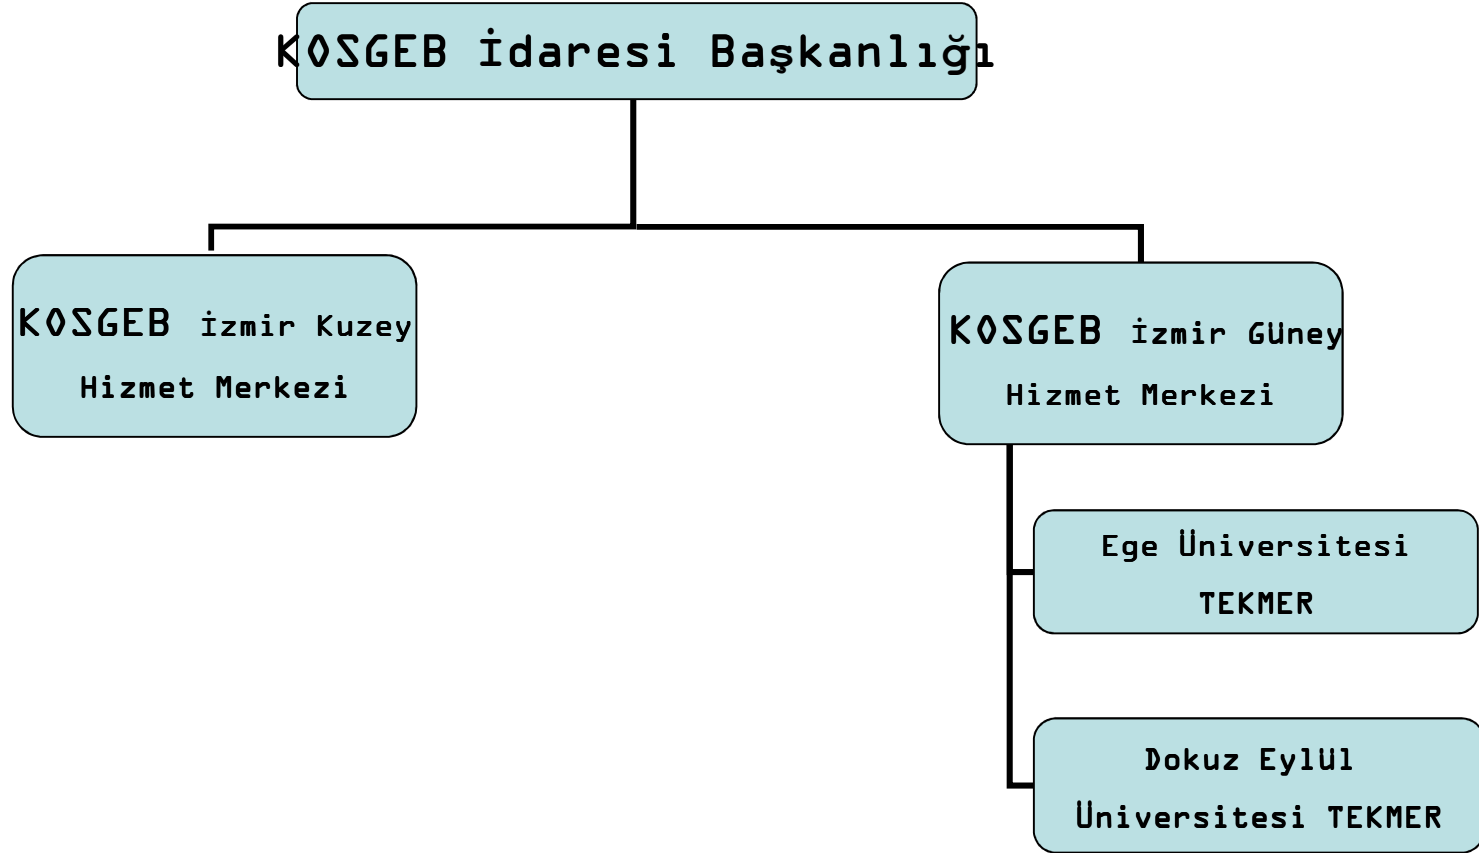 KOSGEB İdaresi Başkanlığı
KOSGEB İzmir Kuzey
Hizmet Merkezi
KOSGEB İzmir Güney
Hizmet Merkezi
Ege Üniversitesi
TEKMER
Dokuz Eylül
Üniversitesi TEKMER